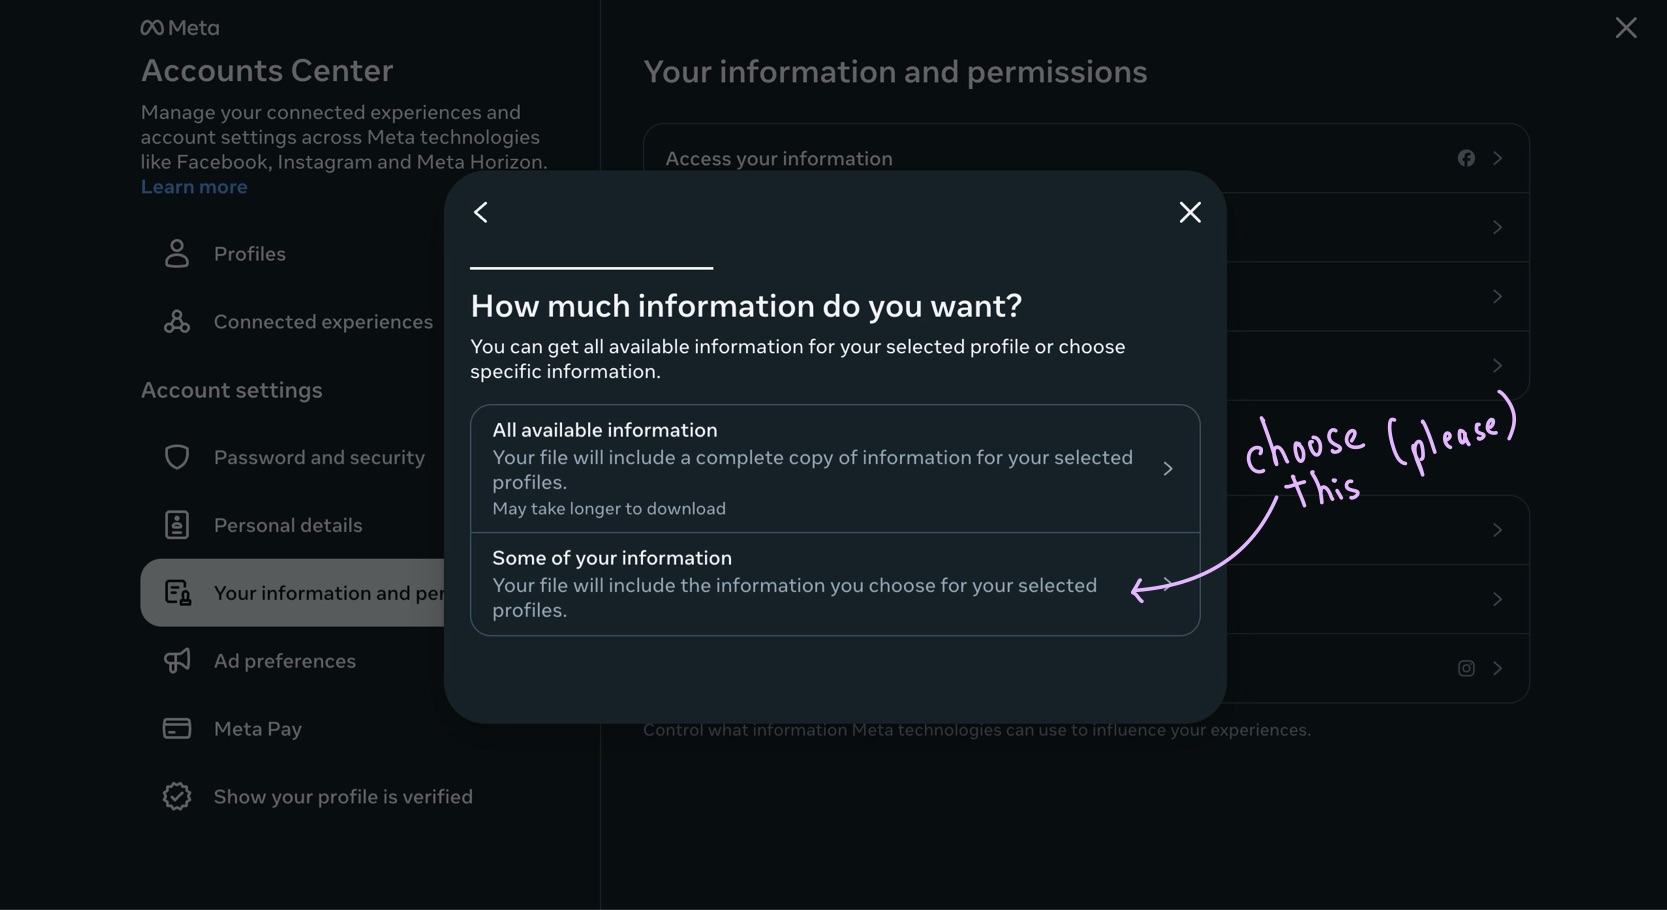 Meta
Accounts Center
Manage your connected experiences and
account settings across Meta technologies
like Facebook, Instagram and Meta Horizon.
Learn more
Profiles
Connected experiences
Account settings
Password and security
Personal details
Your information and per
Ad preferences
Meta Pay
Show your profile is verified
Your information and permissions
Access your information
How much information do you want?
You can get all available information for your selected profile or choose
specific information.
All available information
Your file will include a complete copy of information for your selected
profiles.
May take longer to download
Some of your information
Your file will include the information you choose for your selected
profiles.
choose (please)
this
Control what information Meta technologies can use to influence your experiences.